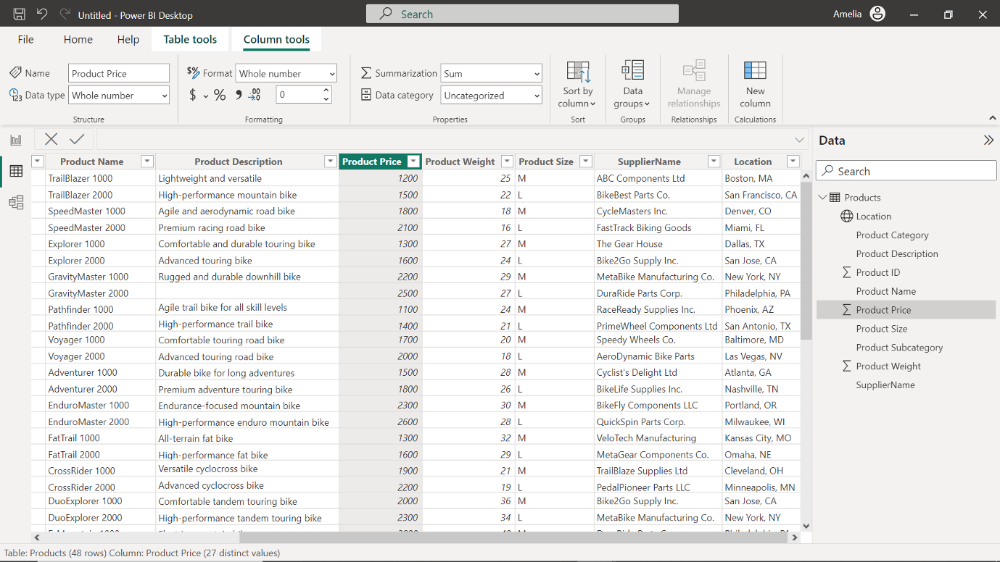 Untitled - Power BI Desktop Search Amelia
File Home Help Table tools Column tools
Name Product Price $% Format Whole number Summarization Sum
Data type Whole number $ % 0 Data category Uncategorized
Sort by column Data groups Manage relationships New column
Structure Formatting Properties Sort Groups Relationships Calculations
Product Name Product Description Product Price Product Weight Product Size SupplierName Location
TrailBlazer 1000 Lightweight and versatile 1200 25 M ABC Components Ltd Boston, MA
TrailBlazer 2000 High-performance mountain bike 1500 22 L BikeBest Parts Co. San Francisco, CA
SpeedMaster 1000 Agile and aerodynamic road bike 1800 18 M CycleMasters Inc. Denver, CO
SpeedMaster 2000 Premium racing road bike 2100 16 L FastTrack Biking Goods Miami, FL
Explorer 1000 Comfortable and durable touring bike 1300 27 M The Gear House Dallas, TX
Explorer 2000 Advanced touring bike 1600 24 L Bike2Go Supply Inc. San Jose, CA
GravityMaster 1000 Rugged and durable downhill bike 2200 29 M MetaBike Manufacturing Co. New York, NY
GravityMaster 2000 2500 27 L DuraRide Parts Corp. Philadelphia, PA
Pathfinder 1000 Agile trail bike for all skill levels 1100 24 M RaceReady Supplies Inc. Phoenix, AZ
Pathfinder 2000 High-performance trail bike 1400 21 L PrimeWheel Components Ltd San Antonio, TX
Voyager 1000 Comfortable touring road bike 1700 20 M Speedy Wheels Co. Baltimore, MD
Voyager 2000 Advanced touring road bike 2000 18 L AeroDynamic Bike Parts Las Vegas, NV
Adventurer 1000 Durable bike for long adventures 1500 28 M Cyclist's Delight Ltd Atlanta, GA
Adventurer 2000 Premium adventure touring bike 1800 26 L BikeLife Supplies Inc. Nashville, TN
EnduroMaster 1000 Endurance-focused mountain bike 2300 30 M BikeFly Components LLC Portland, OR
EnduroMaster 2000 High-performance enduro mountain bike 2600 28 L QuickSpin Parts Corp. Milwaukee, WI
FatTrail 1000 All-terrain fat bike 1300 32 M VeloTech Manufacturing Kansas City, MO
FatTrail 2000 High-performance fat bike 1600 29 L MetaGear Components Co. Omaha, NE
CrossRider 1000 Versatile cyclocross bike 1900 21 M TrailBlaze Supplies Ltd Cleveland, OH
CrossRider 2000 Advanced cyclocross bike 2200 19 L PedalPioneer Parts LLC Minneapolis, MN
DuoExplorer 1000 Comfortable tandem touring bike 2000 36 M Bike2Go Supply Inc. San Jose, CA
DuoExplorer 2000 High-performance tandem touring bike 2300 34 L MetaBike Manufacturing Co. New York, NY
Data
Search
Products
Location
Product Category
Product Description
Product ID
Product Name
Product Price
Product Size
Product Subcategory
Product Weight
SupplierName
Table: Products (48 rows) Column: Product Price (27 distinct values)